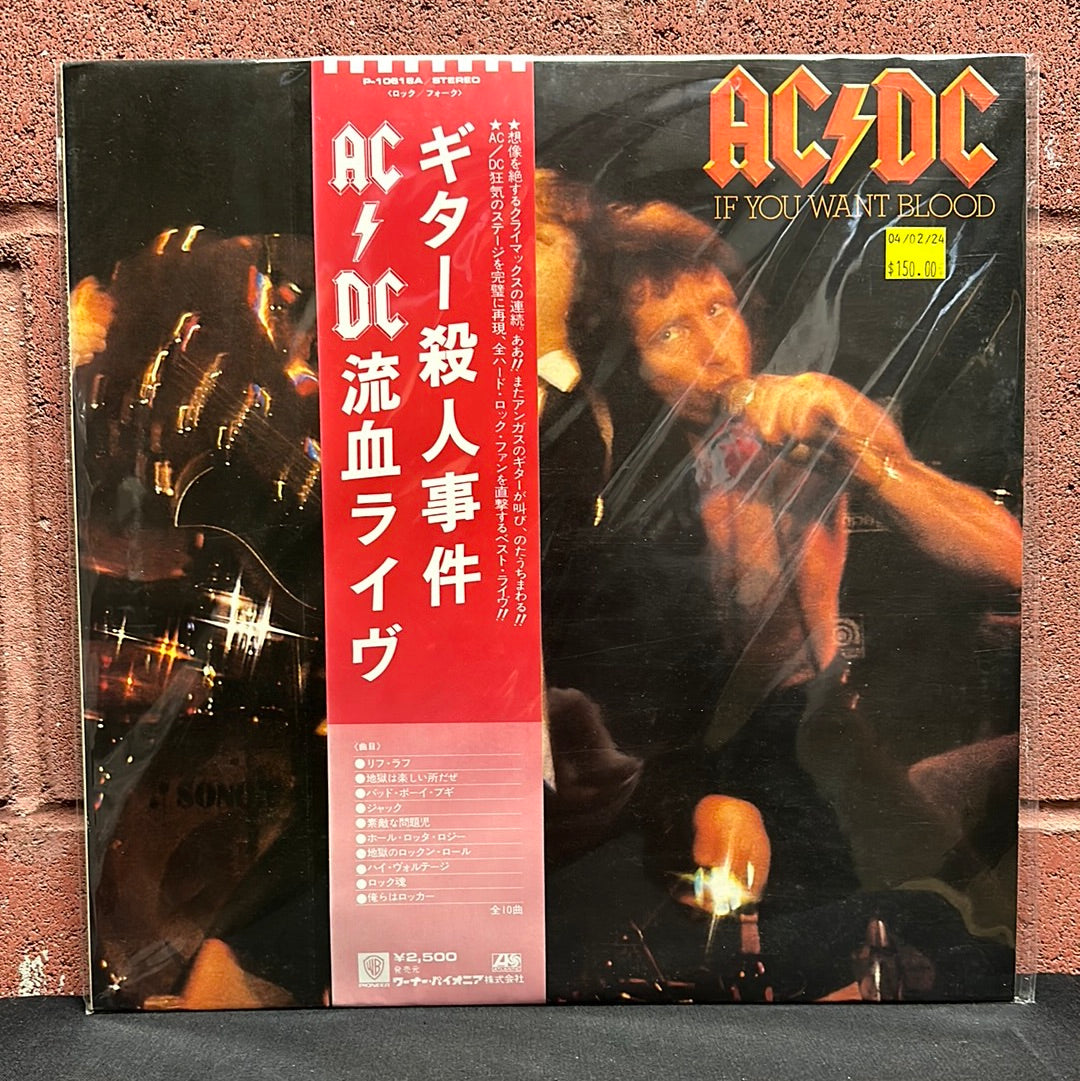 P-10616A/STEREO
〈ロック/フォーク〉
★想像を絶するクライマックスの連続。ああ!!またアンガスのギターが叫び、のたうちまわる!!
★AC/DC狂気のステージを完璧に再現、全ハード・ロック・ファンを直撃するベスト・ライヴ!!
ギター殺人事件
AC DC流血ライヴ
〈曲目〉
●リフ・ラフ
●地獄は楽しい所だぜ
●バッド・ボーイ・ブギ
●ジャック
●素敵な問題児
●ホール・ロッタ・ロジー
●地獄のロックン・ロール
●ハイ・ヴォルテージ
●ロック魂
●俺らはロッカー
全10曲
¥2,500
発売元
ワーナー・パイオニア株式会社
WB
PIONEER
ATLANTIC
AC DC
IF YOU WANT BLOOD
04/02/24
$150.00